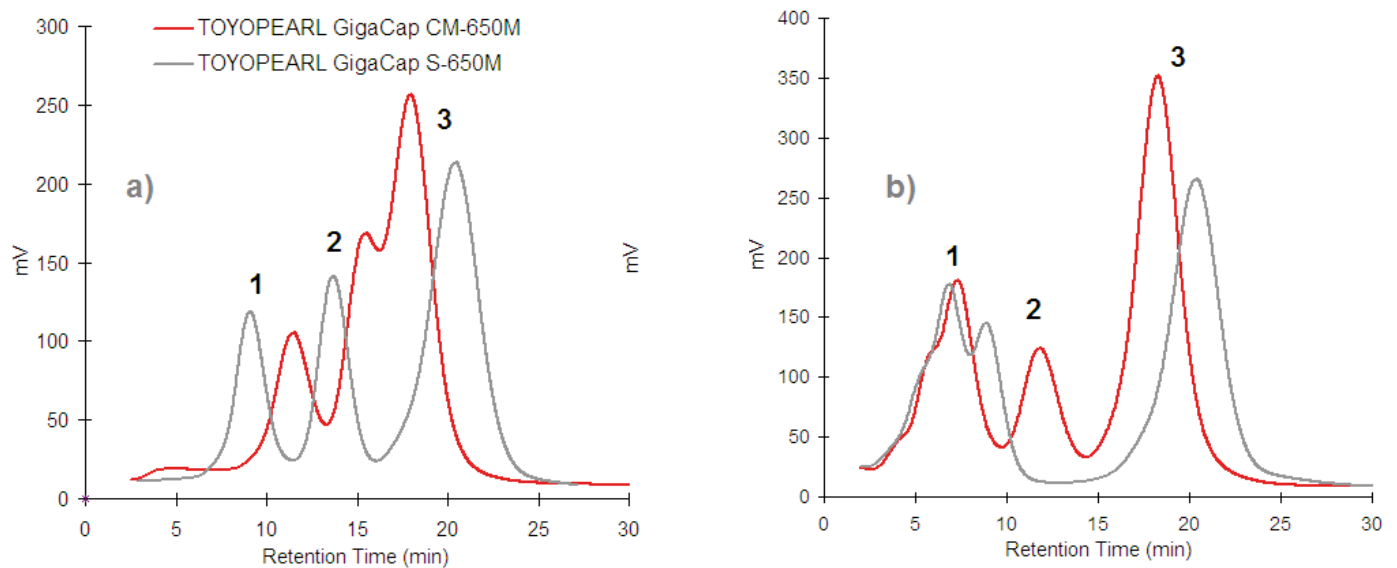 TOYOPEARL GigaCap CM-650M
TOYOPEARL GigaCap S-650M
a)
1
2
3
mV
300
250
200
150
100
50
0
0 5 10 15 20 25 30
Retention Time (min)
mV
b)
1
2
3
mV
400
350
300
250
200
150
100
50
0
0 5 10 15 20 25 30
Retention Time (min)